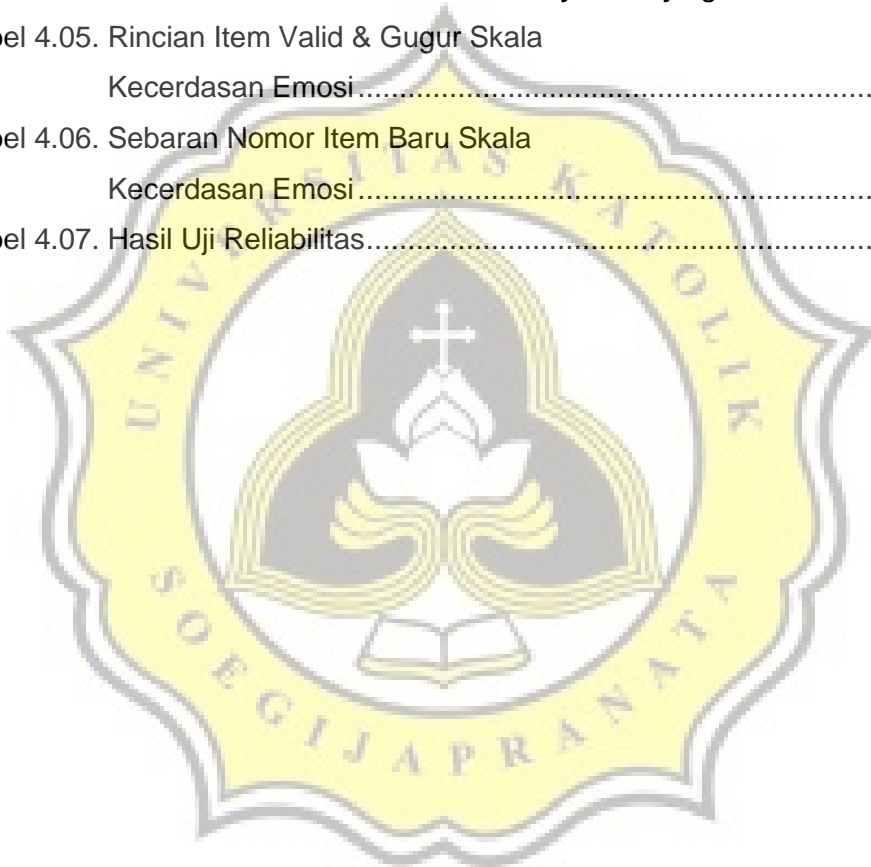 bel 4.05. Rincian Item Valid & Gugur Skala
Kecerdasan Emosi................................................................
bel 4.06. Sebaran Nomor Item Baru Skala
Kecerdasan Emosi................................................................
bel 4.07. Hasil Uji Reliabilitas................................................................
UNIVERSITAS KATOLIK
SOEGIJAPRANATA